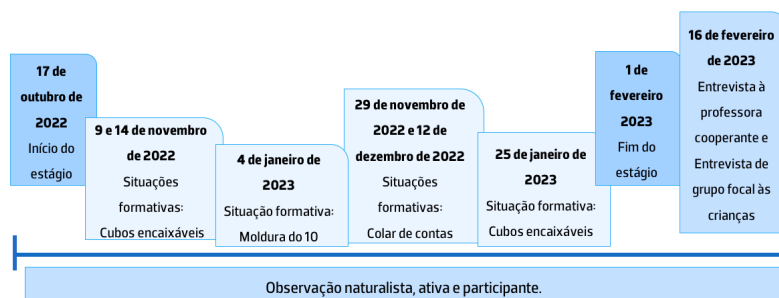 17 de
outubro de
2022
Início do
estágio
9 e 14 de novembro
de 2022
Situações
formativas:
Cubos encaixáveis
4 de janeiro de
2023
Situação formativa:
Moldura do 10
29 de novembro de
2022 e 12 de
dezembro de 2022
Situações
formativas:
Colar de contas
25 de janeiro de
2023
Situação formativa:
Cubos encaixáveis
1 de
fevereiro
2023
Fim do
estágio
16 de fevereiro
de 2023
Entrevista à
professora
cooperante e
Entrevista de
grupo focal às
crianças
Observação naturalista, ativa e participante.